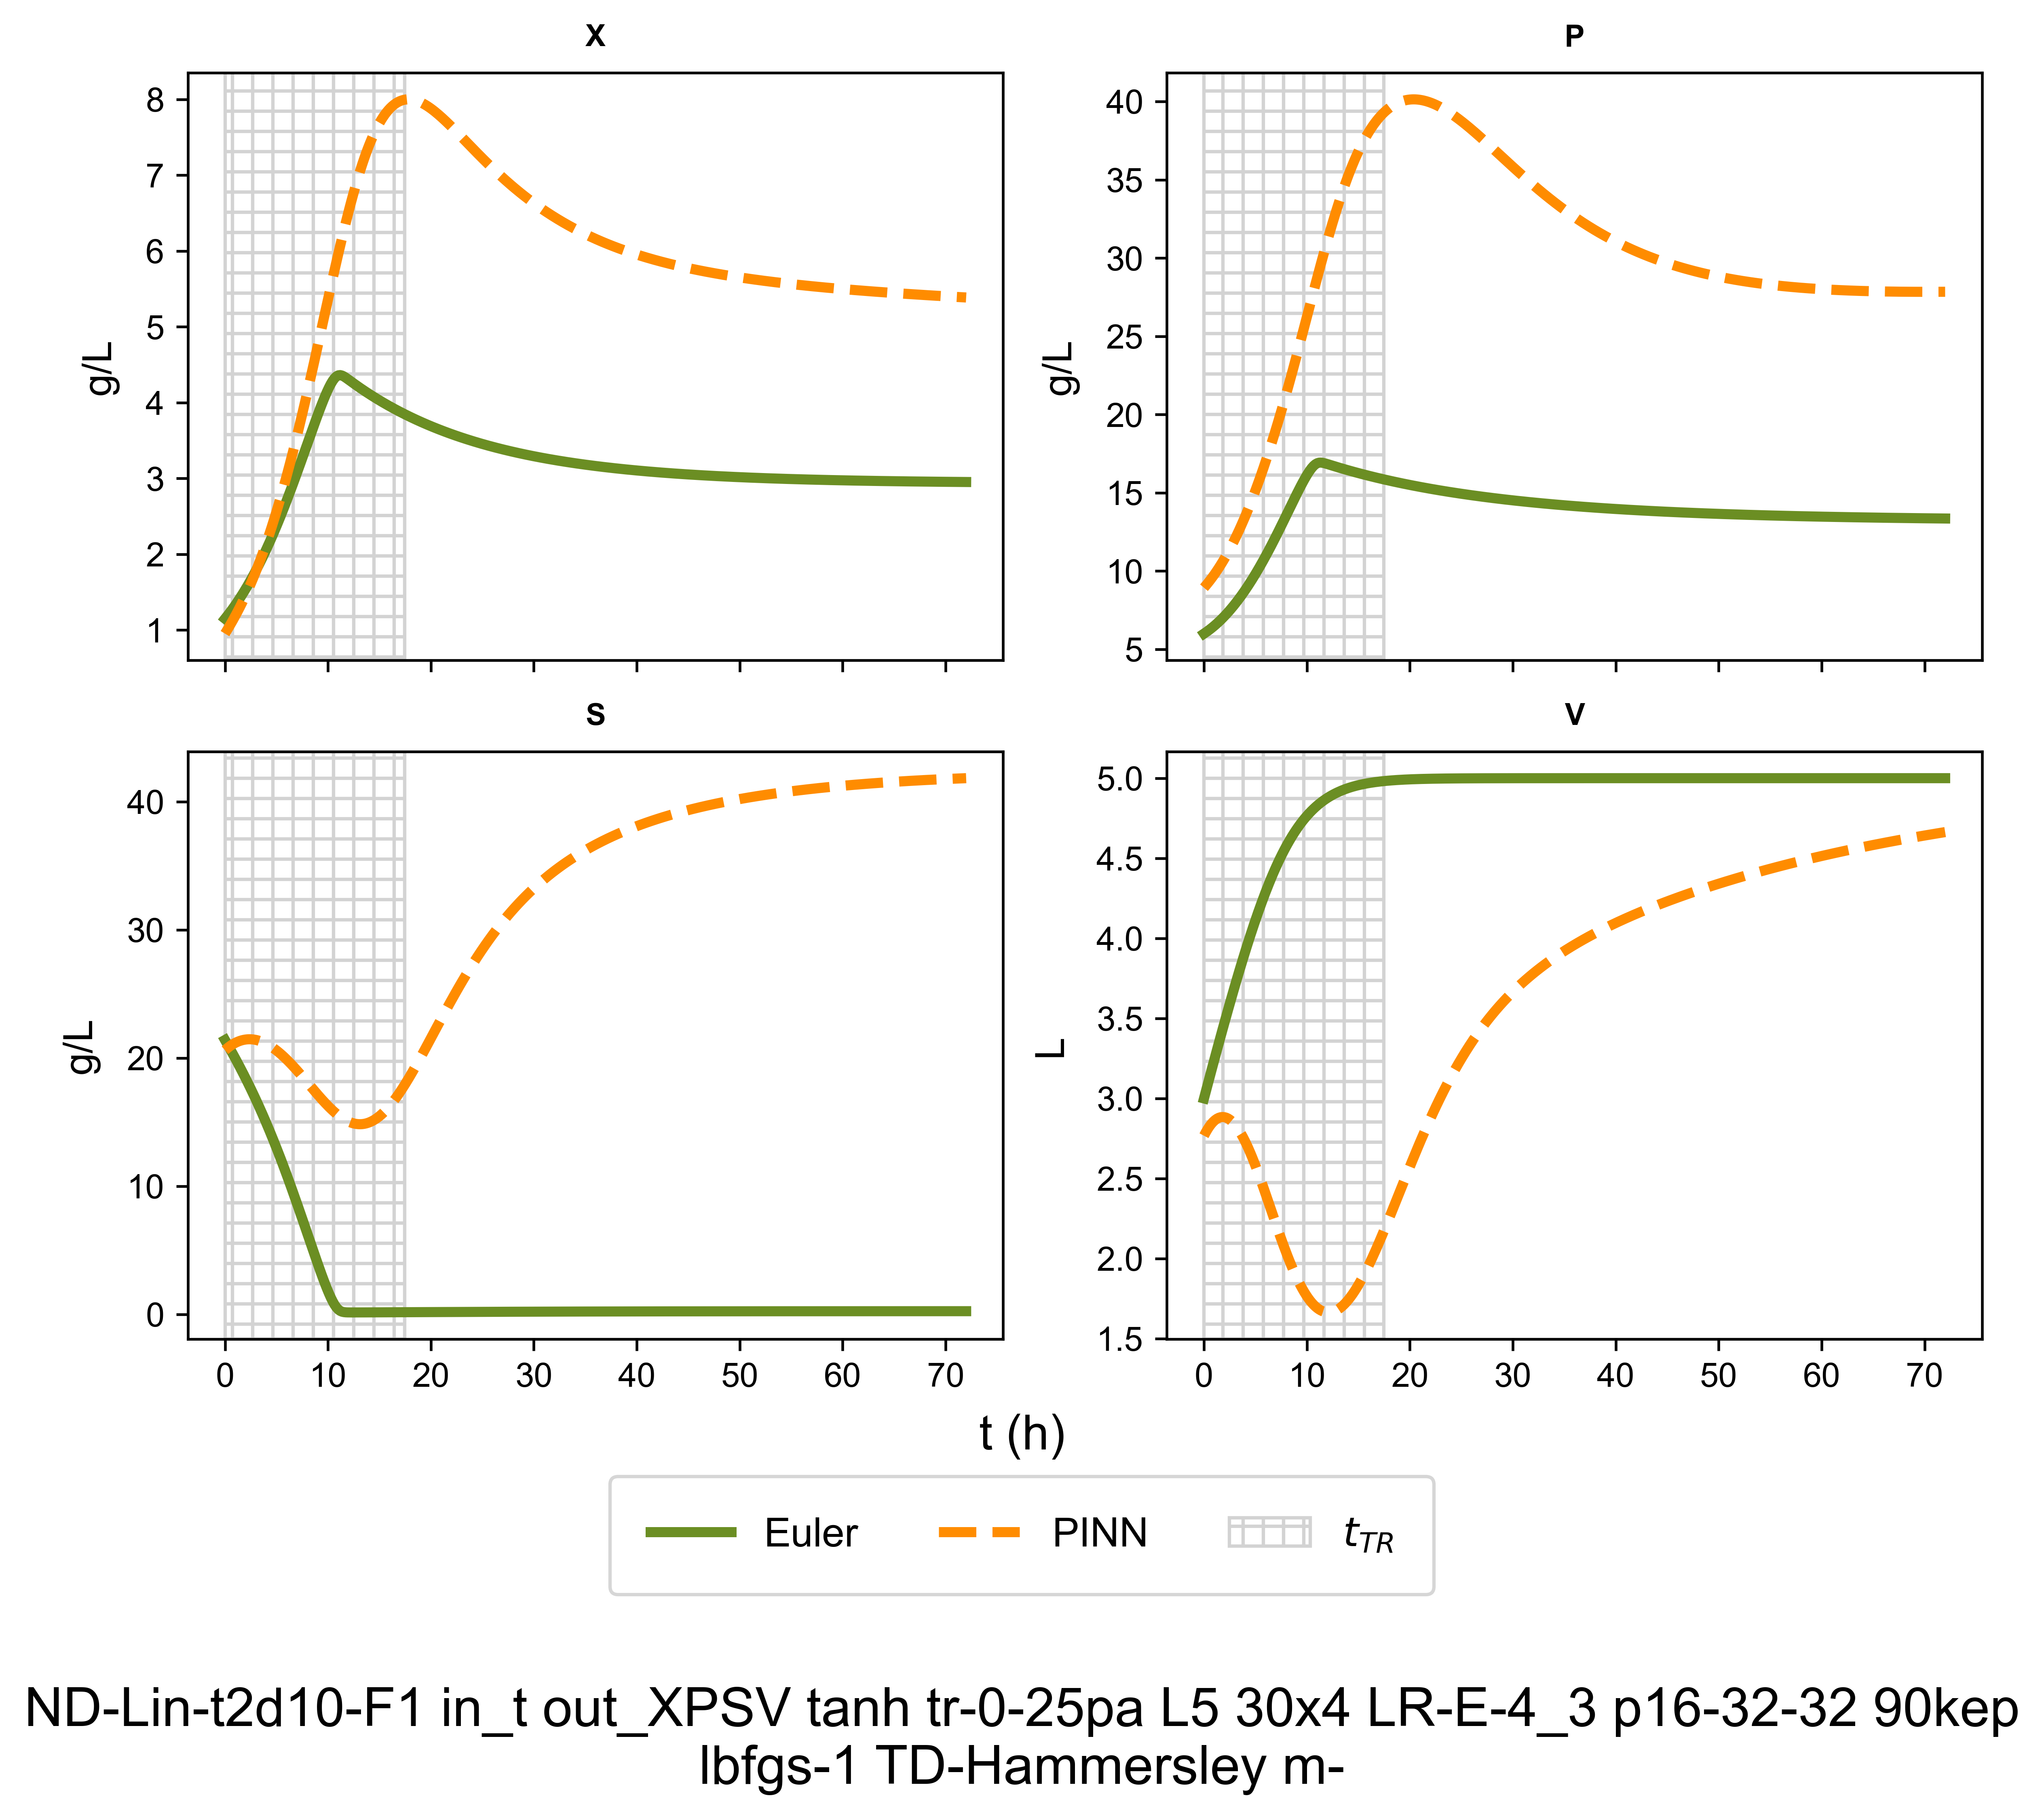 X
P
8
7
6
5
4
3
2
1
g/L
40
35
30
25
20
15
10
5
g/L
S
V
40
30
20
10
0
g/L
0 10 20 30 40 50 60 70
5.0
4.5
4.0
3.5
3.0
2.5
2.0
1.5
L
0 10 20 30 40 50 60 70
t (h)
Euler PINN t_TR
ND-Lin-t2d10-F1 in_t out_XPSV tanh tr-0-25pa L5 30x4 LR-E-4_3 p16-32-32 90kep
lbfgs-1 TD-Hammersley m-